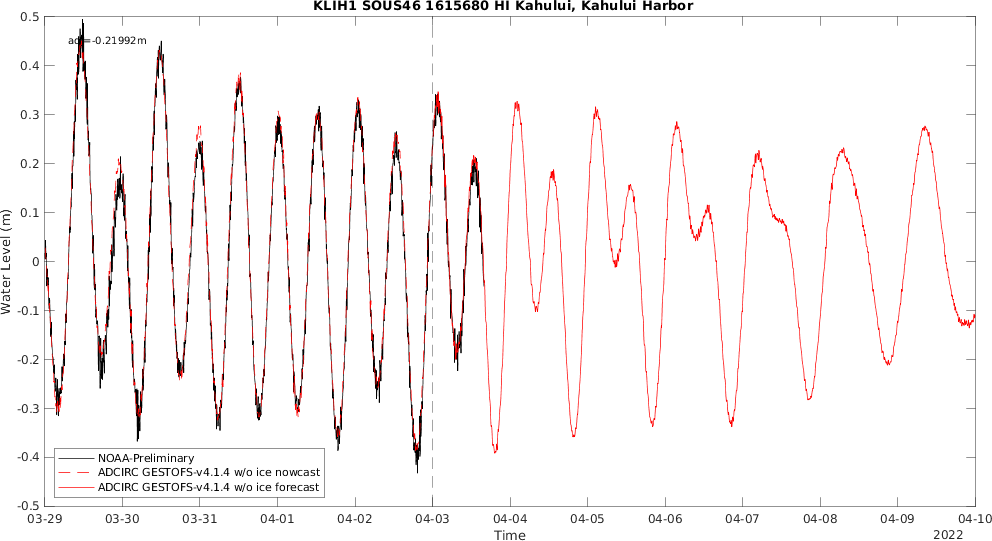 KLIH1 SOUS46 1615680 HI Kahului, Kahului Harbor
adj=-0.21992m
Water Level (m)
0.5
0.4
0.3
0.2
0.1
0
-0.1
-0.2
-0.3
-0.4
-0.5
NOAA-Preliminary
ADCIRC GESTOFS-v4.1.4 w/o ice nowcast
ADCIRC GESTOFS-v4.1.4 w/o ice forecast
03-29 03-30 03-31 04-01 04-02 04-03 04-04 04-05 04-06 04-07 04-08 04-09 04-10
Time
2022